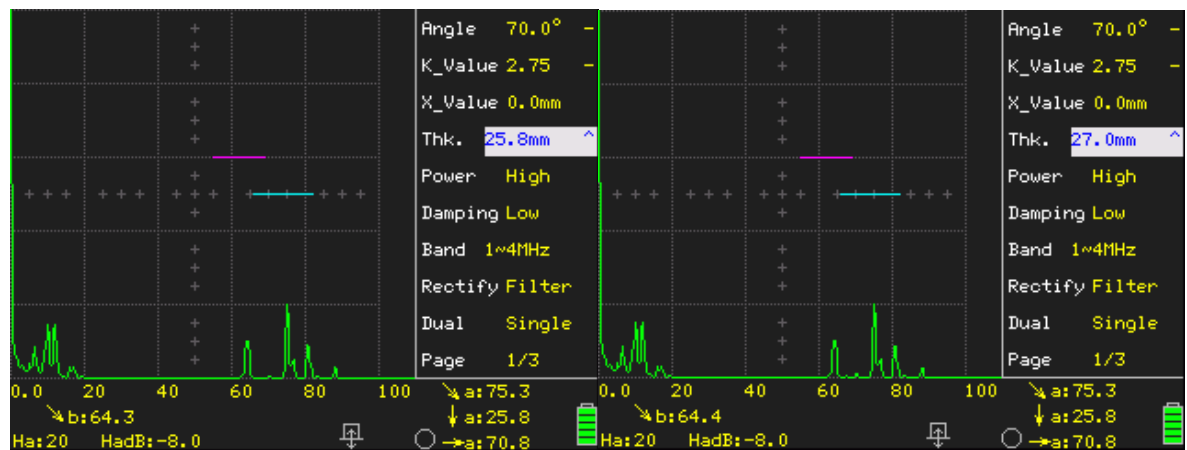 Angle 70.0° -
K_Value 2.75 -
X_Value 0.0mm
Thk. 25.8mm ^
Power High
Damping Low
Band 1~4MHz
Rectify Filter
Dual Single
Page 1/3
0.0 20 40 60 80 100
↘a:75.3
↘b:64.3
↓a:25.8
Ha:20 HadB:-8.0
→a:70.8
Angle 70.0° -
K_Value 2.75 -
X_Value 0.0mm
Thk. 27.0mm ^
Power High
Damping Low
Band 1~4MHz
Rectify Filter
Dual Single
Page 1/3
0.0 20 40 60 80 100
↘a:75.3
↘b:64.4
↓a:25.8
Ha:20 HadB:-8.0
→a:70.8